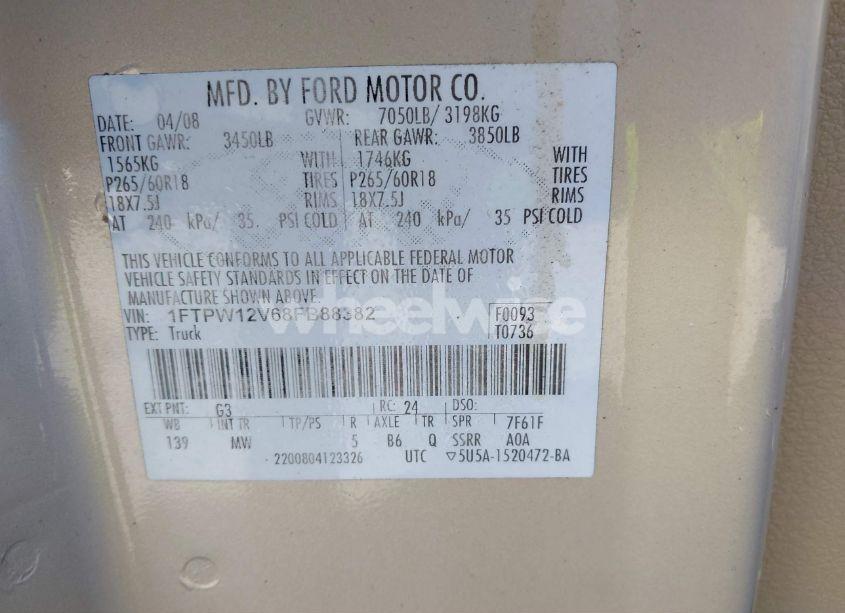 MFD. BY FORD MOTOR CO.
DATE: 04/08 GVWR: 7050LB/ 3198KG
FRONT GAWR: 3450LB REAR GAWR: 3850LB
1565KG WITH 1746KG WITH
P265/60R18 TIRES P265/60R18 TIRES
18X7.5J RIMS 18X7.5J RIMS
AT 240 kPa/ 35 PSI COLD AT 240 kPa/ 35 PSI COLD
THIS VEHICLE CONFORMS TO ALL APPLICABLE FEDERAL MOTOR
VEHICLE SAFETY STANDARDS IN EFFECT ON THE DATE OF
MANUFACTURE SHOWN ABOVE.
wheelwise
VIN: 1FTPW12V68FB88382 F0093
TYPE: Truck T0736
EXT PNT: G3 RC: 24 DSO:
WB INT TR TP/PS R AXLE TR SPR 7F61F
139 MW 5 B6 Q SSRR A0A
2200804123326 UTC ▽5U5A-1520472-BA